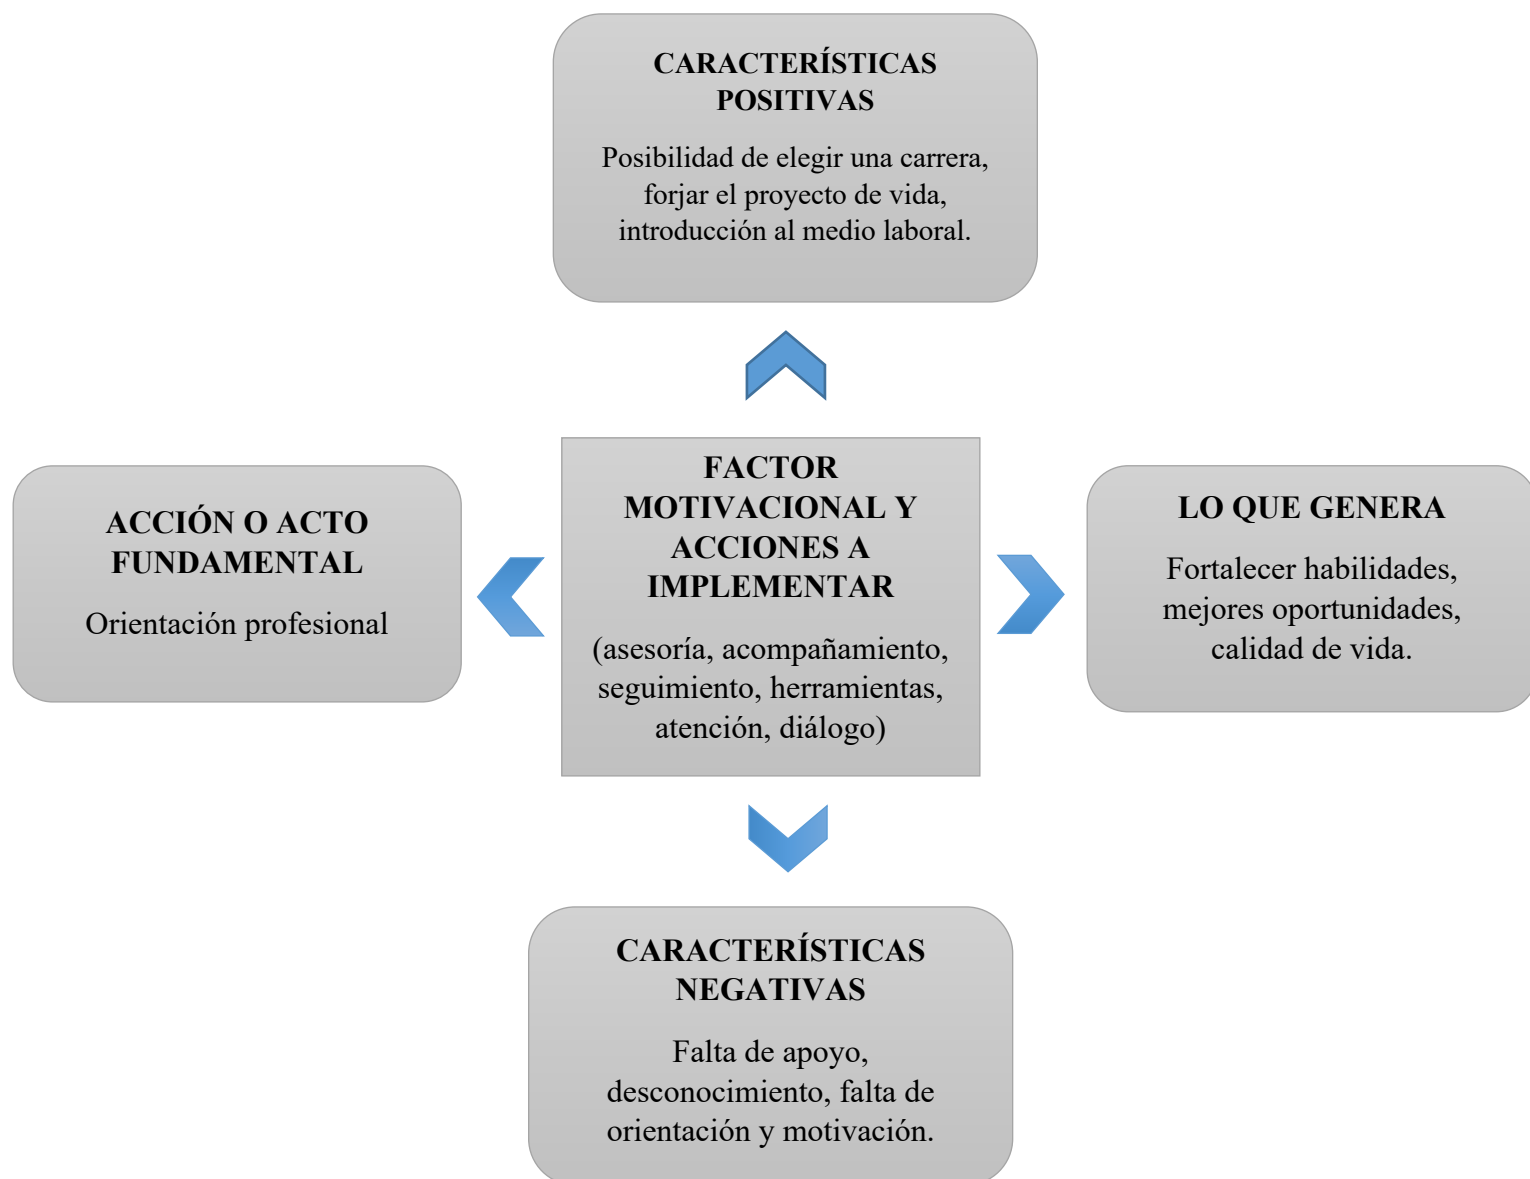 CARACTERÍSTICAS
POSITIVAS
Posibilidad de elegir una carrera,
forjar el proyecto de vida,
introducción al medio laboral.
ACCIÓN O ACTO
FUNDAMENTAL
Orientación profesional
FACTOR
MOTIVACIONAL Y
ACCIONES A
IMPLEMENTAR
(asesoría, acompañamiento,
seguimiento, herramientas,
atención, diálogo)
LO QUE GENERA
Fortalecer habilidades,
mejores oportunidades,
calidad de vida.
CARACTERÍSTICAS
NEGATIVAS
Falta de apoyo,
desconocimiento, falta de
orientación y motivación.